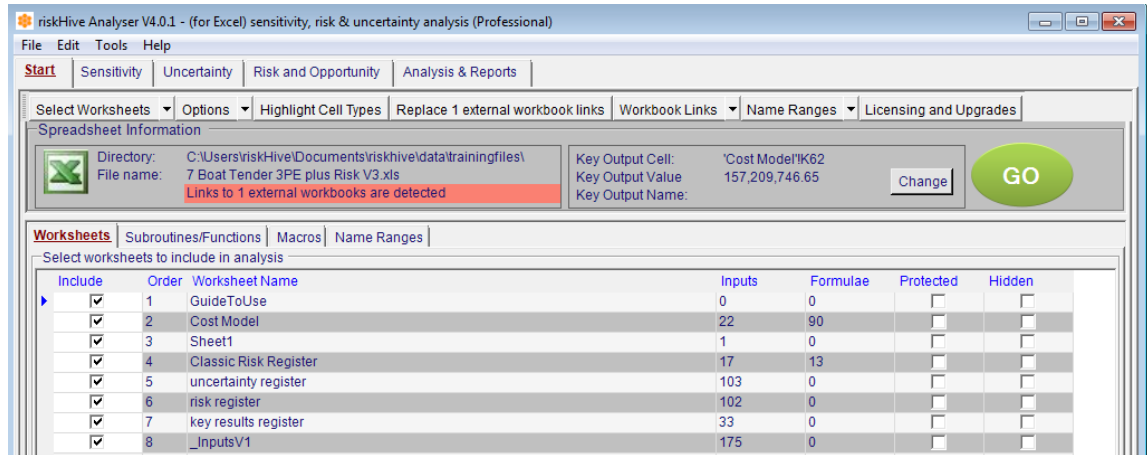 riskHive Analyser V4.0.1 - (for Excel) sensitivity, risk & uncertainty analysis (Professional)
File Edit Tools Help
Start Sensitivity Uncertainty Risk and Opportunity Analysis & Reports
Select Worksheets Options Highlight Cell Types Replace 1 external workbook links Workbook Links Name Ranges Licensing and Upgrades
Spreadsheet Information
Directory: C:\Users\riskHive\Documents\riskhive\data\trainingfiles\ Key Output Cell: 'Cost Model'!K62
File name: 7 Boat Tender 3PE plus Risk V3.xls Key Output Value 157,209,746.65 Change GO
Links to 1 external workbooks are detected Key Output Name:
Worksheets Subroutines/Functions Macros Name Ranges
Select worksheets to include in analysis
Include Order Worksheet Name Inputs Formulae Protected Hidden
1 GuideToUse 0 0
2 Cost Model 22 90
3 Sheet1 1 0
4 Classic Risk Register 17 13
5 uncertainty register 103 0
6 risk register 102 0
7 key results register 33 0
8 _InputsV1 175 0